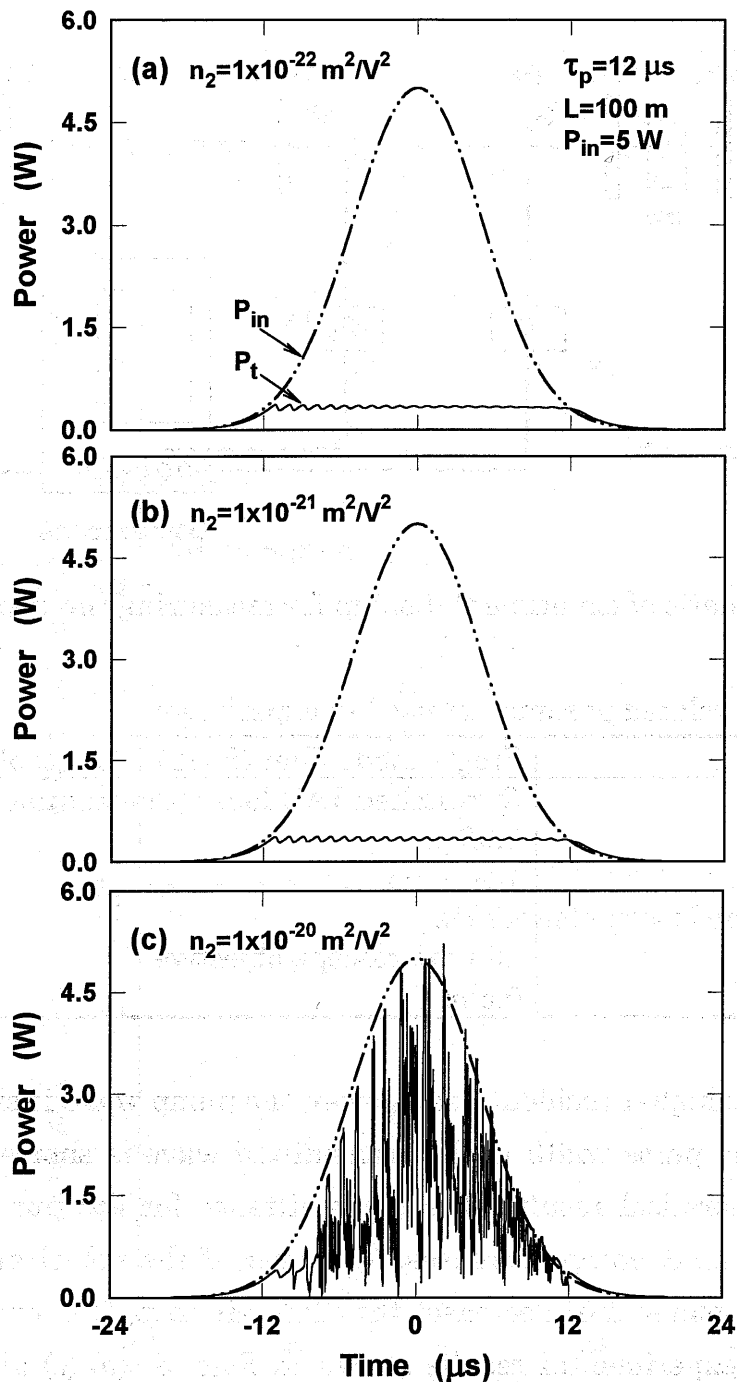 6.0
(a) n₂=1x10⁻²² m²/V²
τₚ=12 μs
L=100 m
Pᵢₙ=5 W
4.5
Power (W)
3.0
Pᵢₙ
1.5
Pₜ
0.0
6.0
(b) n₂=1x10⁻²¹ m²/V²
4.5
Power (W)
3.0
1.5
0.0
6.0
(c) n₂=1x10⁻²⁰ m²/V²
4.5
Power (W)
3.0
1.5
0.0
-24 -12 0 12 24
Time (μs)